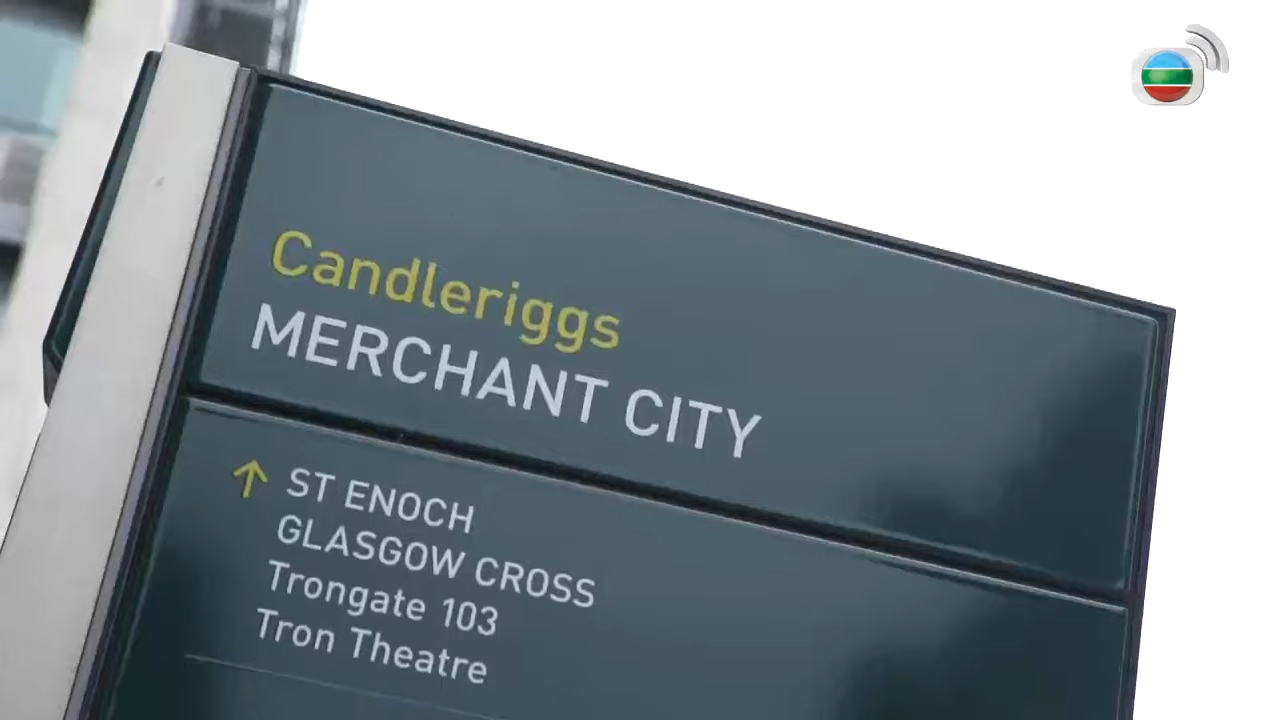 Candleriggs
MERCHANT CITY
↑ ST ENOCH
GLASGOW CROSS
Trongate 103
Tron Theatre